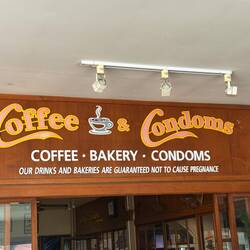 Coffee & Condoms
COFFEE · BAKERY · CONDOMS
OUR DRINKS AND BAKERIES ARE GUARANTEED NOT TO CAUSE PREGNANCE